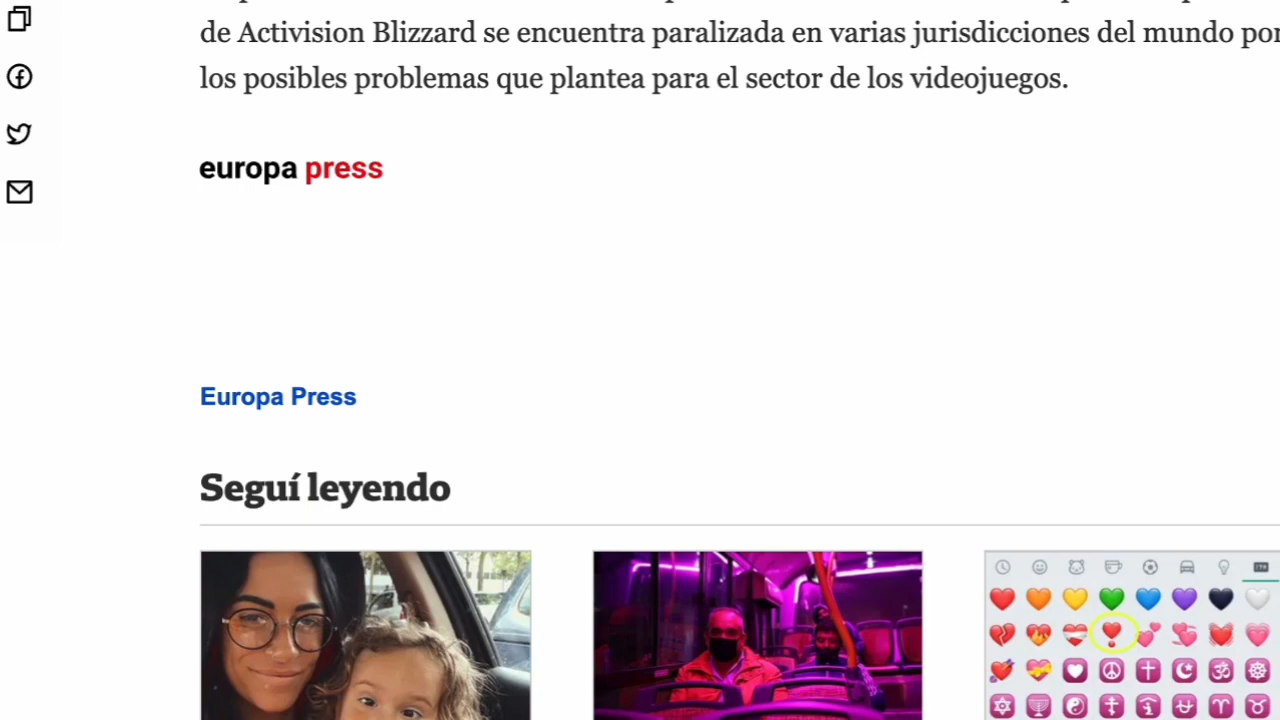 de Activision Blizzard se encuentra paralizada en varias jurisdicciones del mundo por
los posibles problemas que plantea para el sector de los videojuegos.
europa press
Europa Press
Seguí leyendo